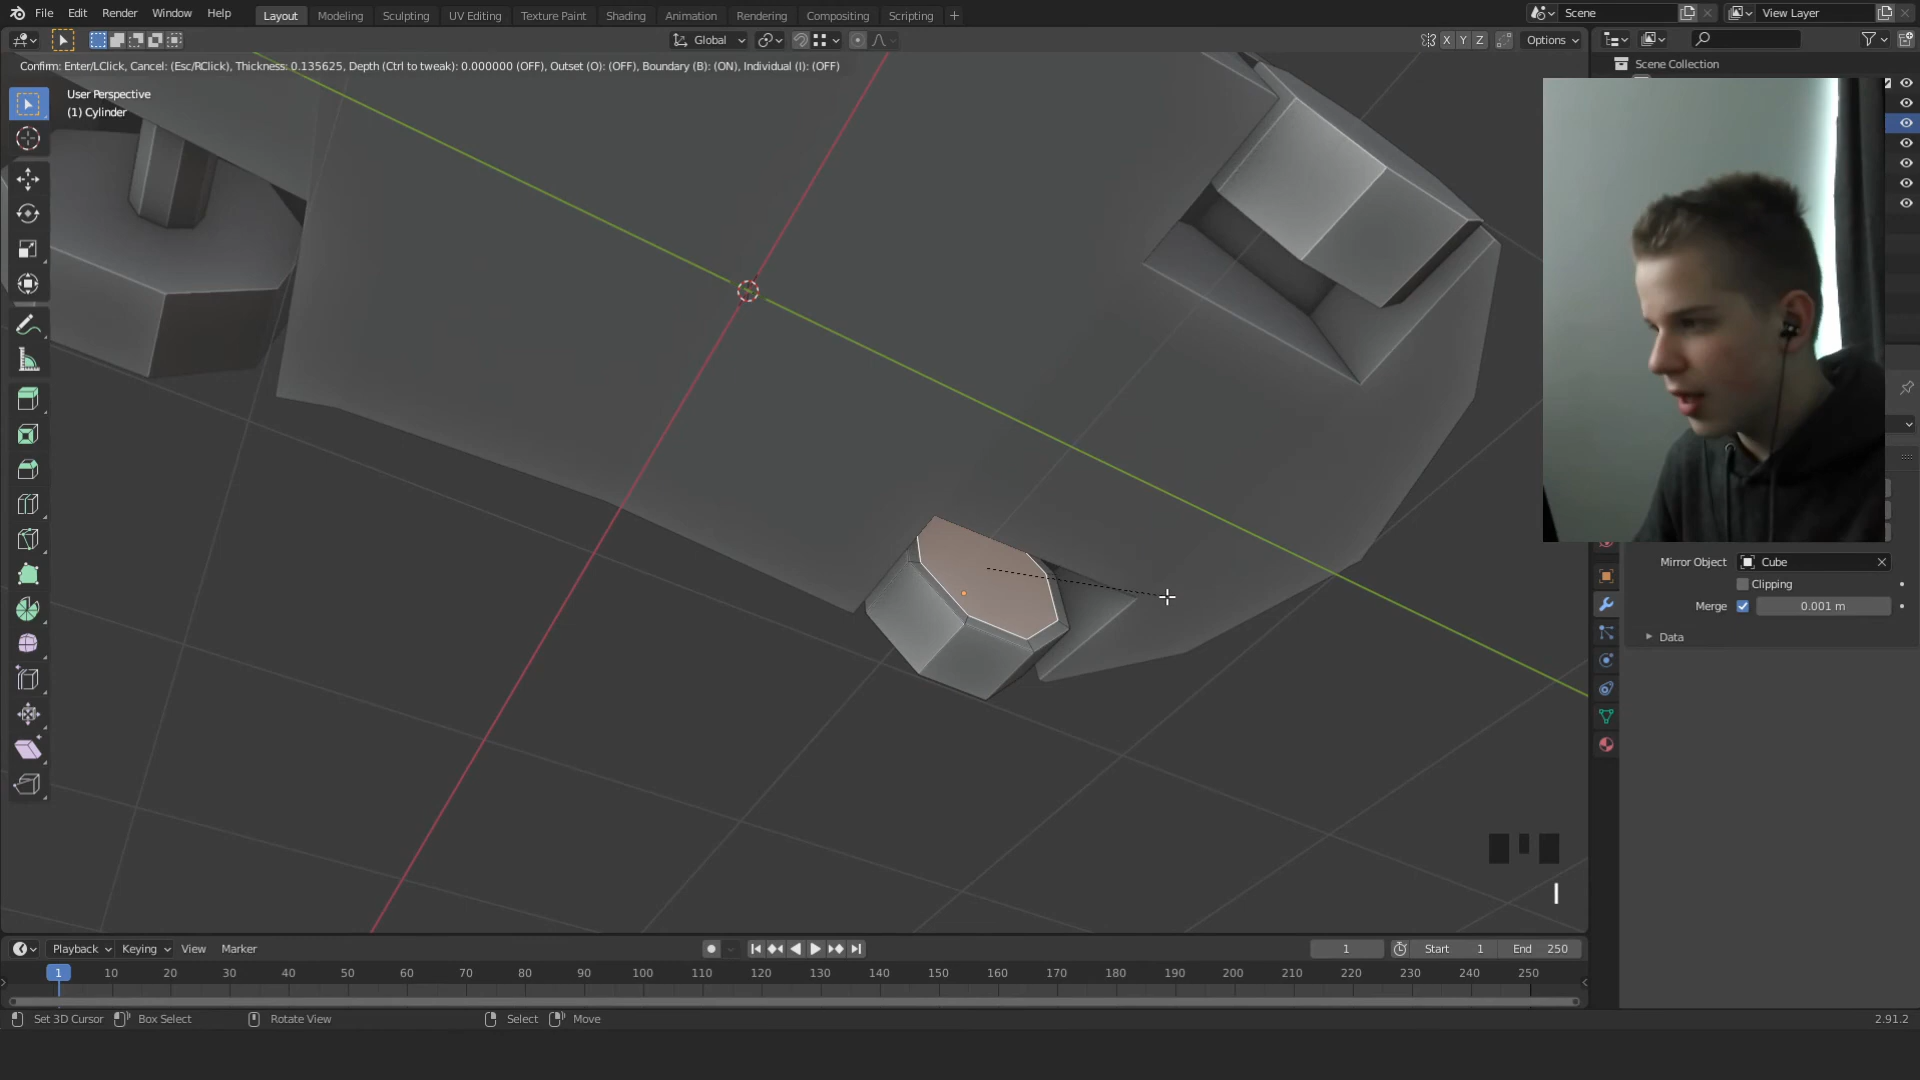 File Edit Render Window Help
Layout Modeling Sculpting UV Editing Texture Paint Shading Animation Rendering Compositing Scripting +
Scene View Layer
Global X Y Z Options
Confirm: Enter/LClick, Cancel: (Esc/RClick), Thickness: 0.135625, Depth (Ctrl to tweak): 0.000000 (OFF), Outset (O): (OFF), Boundary (B): (ON), Individual (I): (OFF)
Scene Collection
User Perspective
(1) Cylinder
Mirror Object Cube
Clipping
Merge 0.001 m
Data
I
Playback Keying View Marker 1 Start 1 End 250
1 10 20 30 40 50 60 70 80 90 100 110 120 130 140 150 160 170 180 190 200 210 220 230 240 250
Set 3D Cursor Box Select Rotate View Select Move 2.91.2